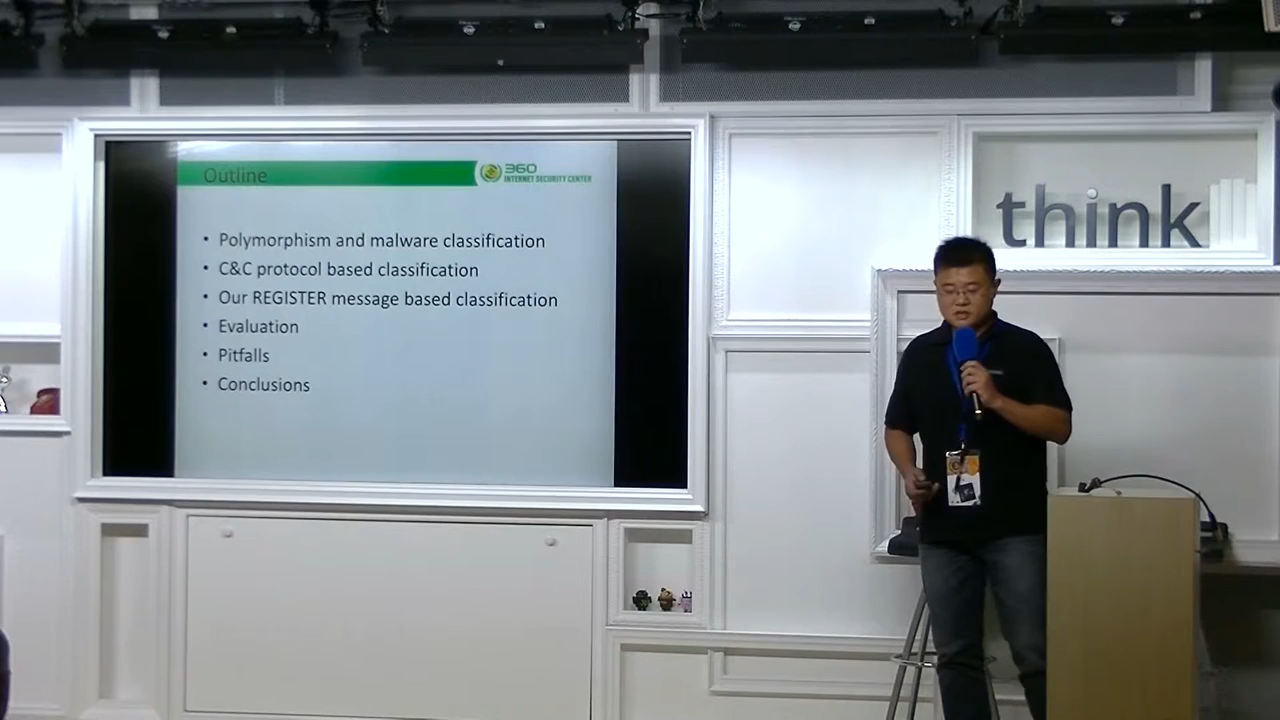 Outline
360
INTERNET SECURITY CENTER
• Polymorphism and malware classification
• C&C protocol based classification
• Our REGISTER message based classification
• Evaluation
• Pitfalls
• Conclusions
think